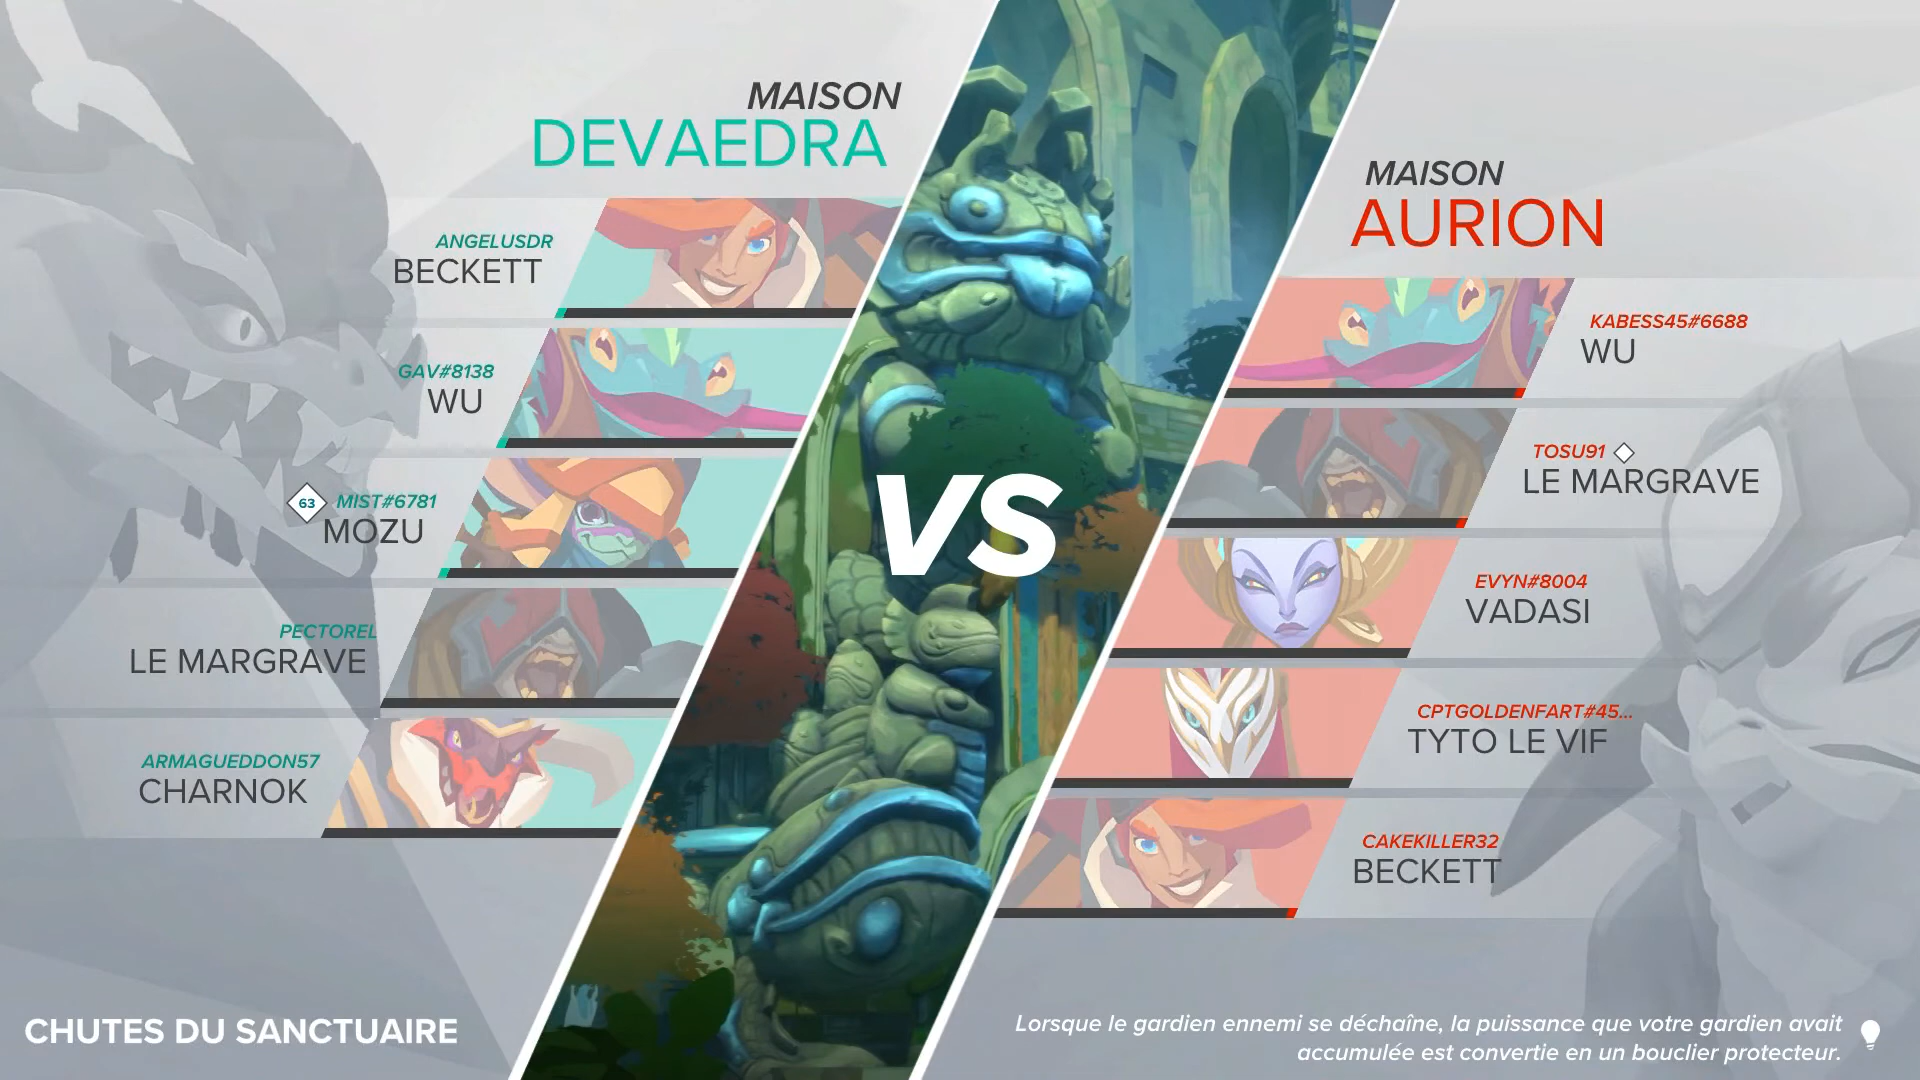 MAISON
DEVAEDRA
ANGELUSDR
BECKETT
GAV#8138
WU
63 MIST#6781
MOZU
PECTOREL
LE MARGRAVE
ARMAGUEDDON57
CHARNOK
VS
MAISON
AURION
KABESS45#6688
WU
TOSU91
LE MARGRAVE
EVYN#8004
VADASI
CPTGOLDENFART#45...
TYTO LE VIF
CAKEKILLER32
BECKETT
CHUTES DU SANCTUAIRE
Lorsque le gardien ennemi se déchaîne, la puissance que votre gardien avait
accumulée est convertie en un bouclier protecteur.